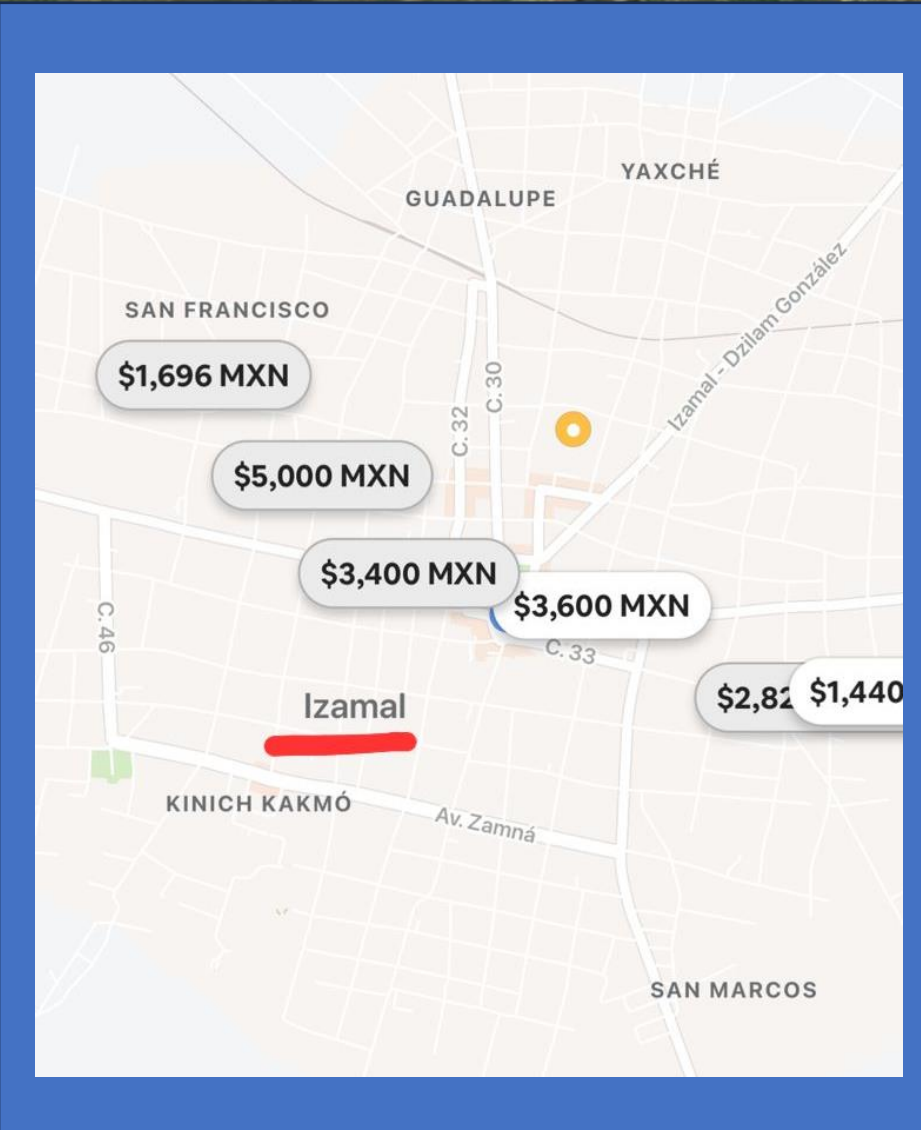 YAXCHÉ
GUADALUPE
Izamal - Dzilam González
SAN FRANCISCO
$1,696 MXN
C. 30
C. 32
$5,000 MXN
$3,400 MXN
$3,600 MXN
C. 46
C. 33
$1,440
Izamal
KINICH KAKMÓ
Av. Zamná
SAN MARCOS